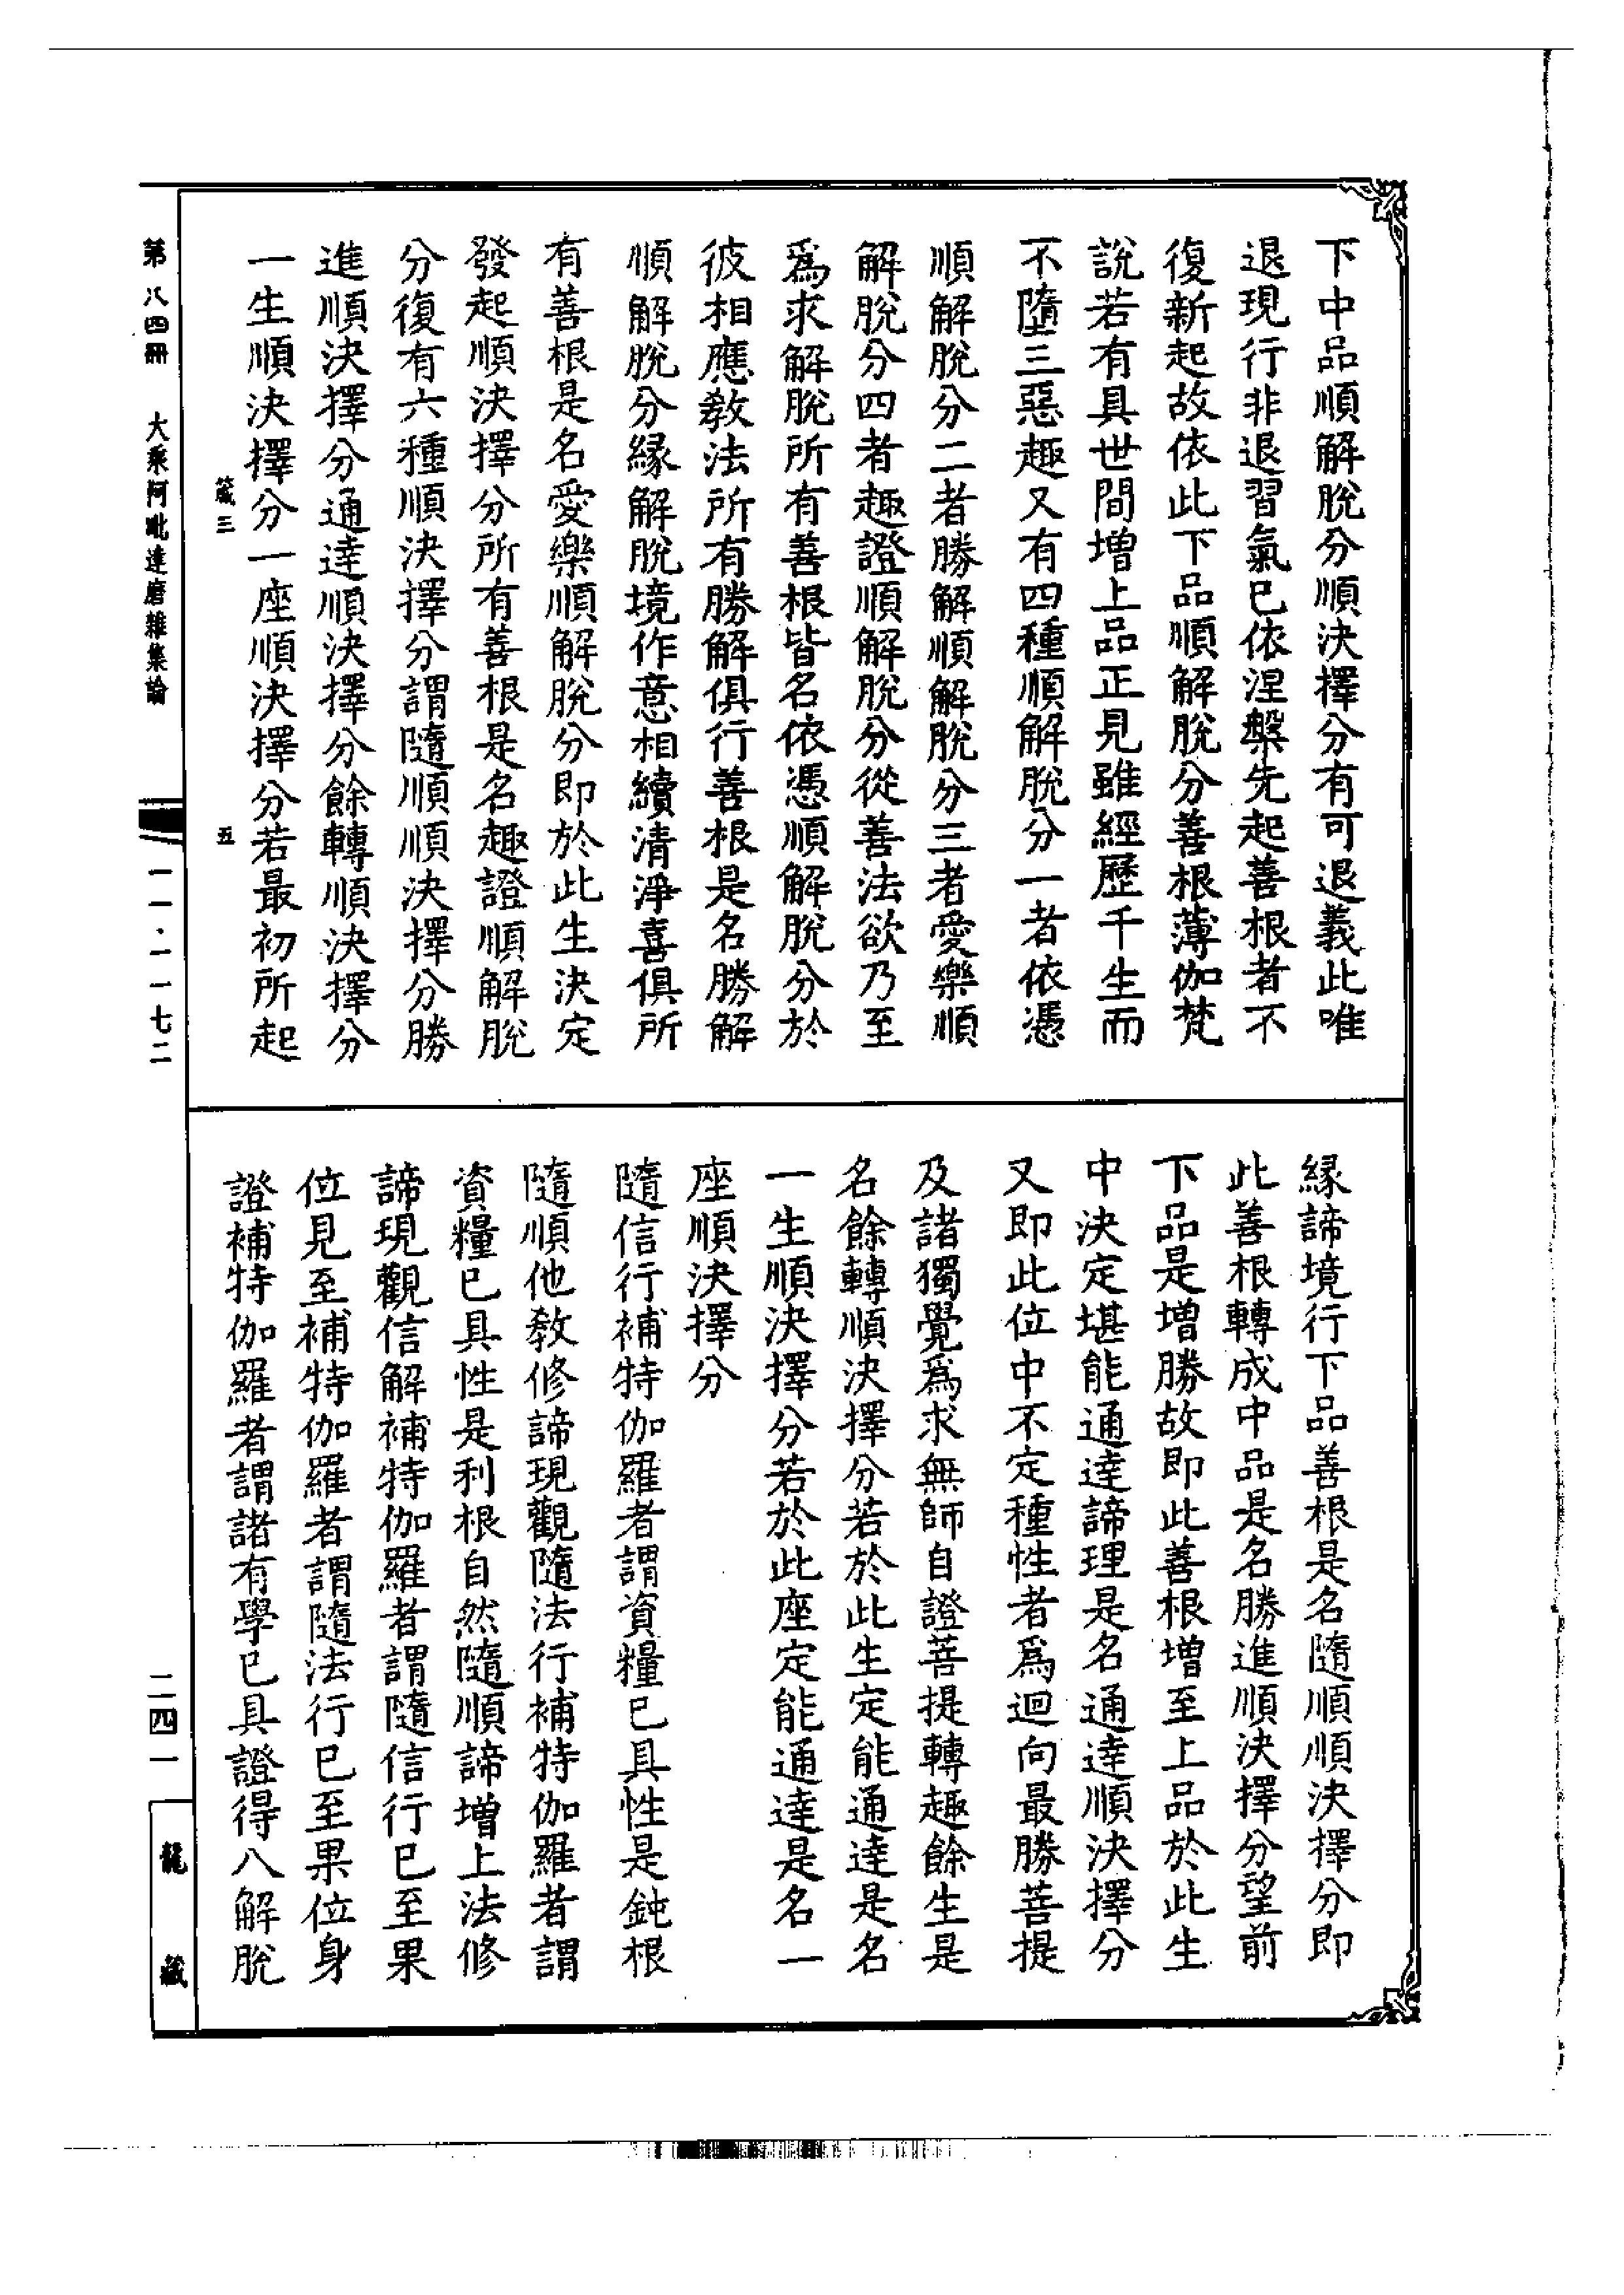 下中品順解脫分順決擇分有可退義此唯
退現行非退習氣已依涅槃先起善根者不
復新起故依此下品順解脫分善根薄伽梵
說若有具世間增上品正見雖經歷千生而
不墮三惡趣又有四種順解脫分一者依憑
順解脫分二者勝解順解脫分三者愛樂順
解脫分四者趣證順解脫分從善法欲乃至
爲求解脫所有善根皆名依憑順解脫分於
彼相應教法所有勝解俱行善根是名勝解
順解脫分緣解脫境作意相續清淨喜俱所
有善根是名愛樂順解脫分即於此生決定
發起順決擇分所有善根是名趣證順解脫
分復有六種順決擇分謂隨順順決擇分勝
進順決擇分通達順決擇分餘轉順決擇分
一生順決擇分一座順決擇分若最初所起
緣諦境行下品善根是名隨順順決擇分即
此善根轉成中品是名勝進順決擇分望前
下品是增勝故即此善根增至上品於此生
中決定堪能通達諦理是名通達順決擇分
又即此位中不定種性者爲迴向最勝菩提
及諸獨覺爲求無師自證菩提轉趣餘生是
名餘轉順決擇分若於此生定能通達是名
一生順決擇分若於此座定能通達是名一
座順決擇分
隨信行補特伽羅者謂資糧已具性是鈍根
隨順他教修諦現觀隨法行補特伽羅者謂
資糧已具性是利根自然隨順諦增上法修
諦現觀信解補特伽羅者謂隨信行已至果
位見至補特伽羅者謂隨法行已至果位身
證補特伽羅者謂諸有學已具證得八解脫
箴三 五
第八四冊 大乘阿毗達磨雜集論 一一·一一七二
二四一 龍藏